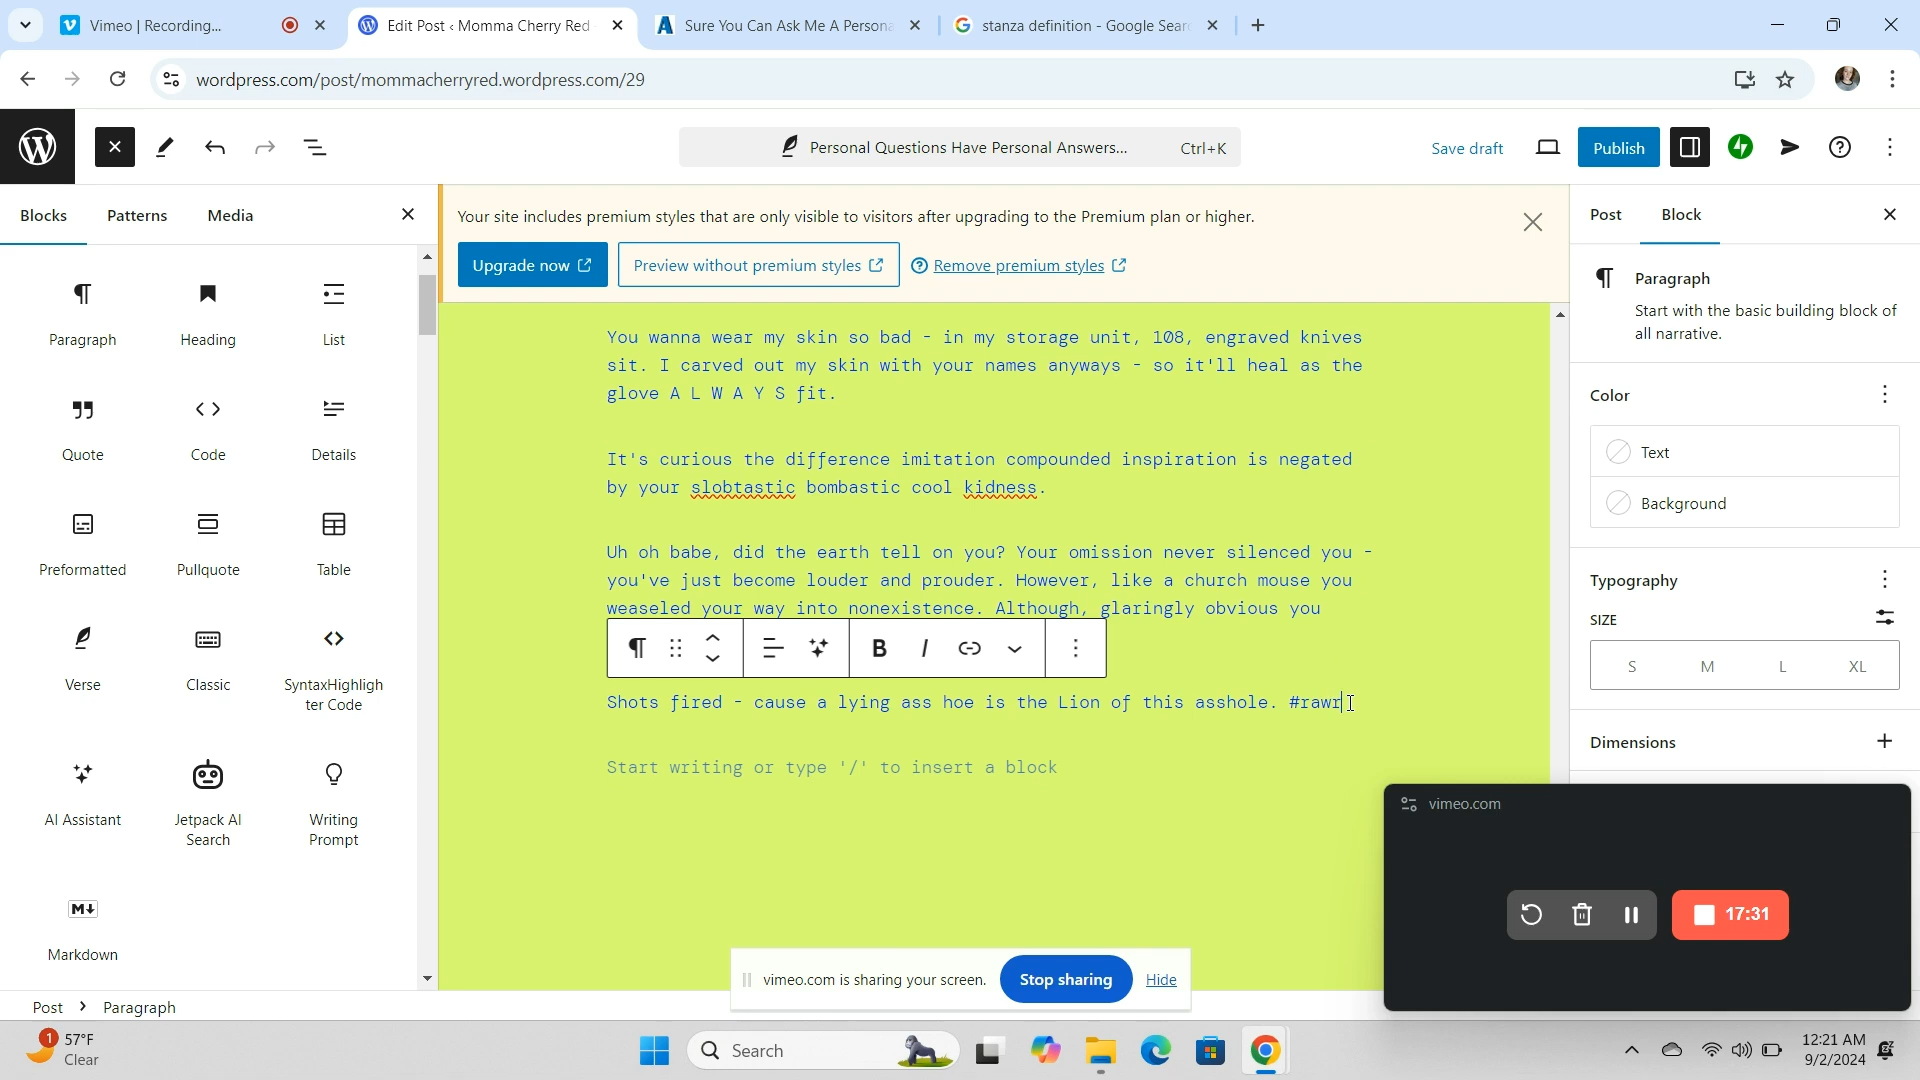 Vimeo | Recording...
Edit Post ‹ Momma Cherry Red
Sure You Can Ask Me A Persona
stanza definition - Google Sear
wordpress.com/post/mommacherryred.wordpress.com/29
Personal Questions Have Personal Answers... Ctrl+K
Save draft
Publish
Blocks
Patterns
Media
Your site includes premium styles that are only visible to visitors after upgrading to the Premium plan or higher.
Upgrade now
Preview without premium styles
Remove premium styles
Post
Block
Paragraph
Heading
List
Quote
Code
Details
Preformatted
Pullquote
Table
Verse
Classic
SyntaxHighligh
ter Code
AI Assistant
Jetpack AI
Search
Writing
Prompt
M
Markdown
You wanna wear my skin so bad - in my storage unit, 108, engraved knives
sit. I carved out my skin with your names anyways - so it'll heal as the
glove A L W A Y S fit.
It's curious the difference imitation compounded inspiration is negated
by your slobtastic bombastic cool kidness.
Uh oh babe, did the earth tell on you? Your omission never silenced you -
you've just become louder and prouder. However, like a church mouse you
weaseled your way into nonexistence. Although, glaringly obvious you
B I
Shots fired - cause a lying ass hoe is the Lion of this asshole. #rawr
Start writing or type '/' to insert a block
Paragraph
Start with the basic building block of
all narrative.
Color
Text
Background
Typography
SIZE
S M L XL
Dimensions
vimeo.com
17:31
vimeo.com is sharing your screen.
Stop sharing
Hide
Post
Paragraph
1
57°F
Clear
Search
12:21 AM
9/2/2024